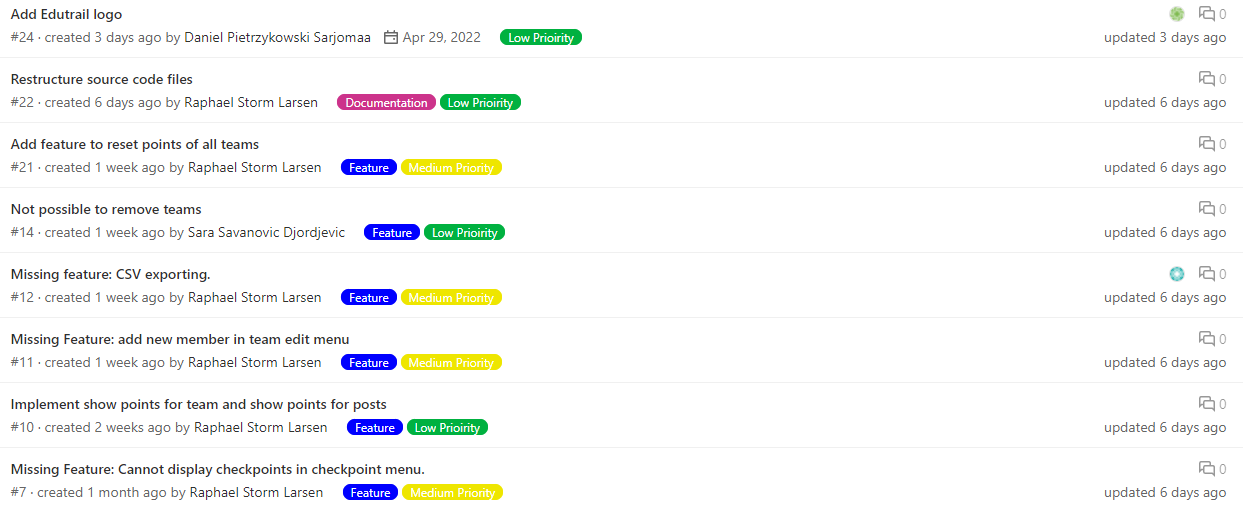 Add Edutrail logo 0
#24 · created 3 days ago by Daniel Pietrzykowski Sarjomaa Apr 29, 2022 Low Prioirity updated 3 days ago
Restructure source code files 0
#22 · created 6 days ago by Raphael Storm Larsen Documentation Low Prioirity updated 6 days ago
Add feature to reset points of all teams 0
#21 · created 1 week ago by Raphael Storm Larsen Feature Medium Priority updated 6 days ago
Not possible to remove teams 0
#14 · created 1 week ago by Sara Savanovic Djordjevic Feature Low Prioirity updated 6 days ago
Missing feature: CSV exporting. 0
#12 · created 1 week ago by Raphael Storm Larsen Feature Medium Priority updated 6 days ago
Missing Feature: add new member in team edit menu 0
#11 · created 1 week ago by Raphael Storm Larsen Feature Medium Priority updated 6 days ago
Implement show points for team and show points for posts 0
#10 · created 2 weeks ago by Raphael Storm Larsen Feature Low Prioirity updated 6 days ago
Missing Feature: Cannot display checkpoints in checkpoint menu. 0
#7 · created 1 month ago by Raphael Storm Larsen Feature Medium Priority updated 6 days ago